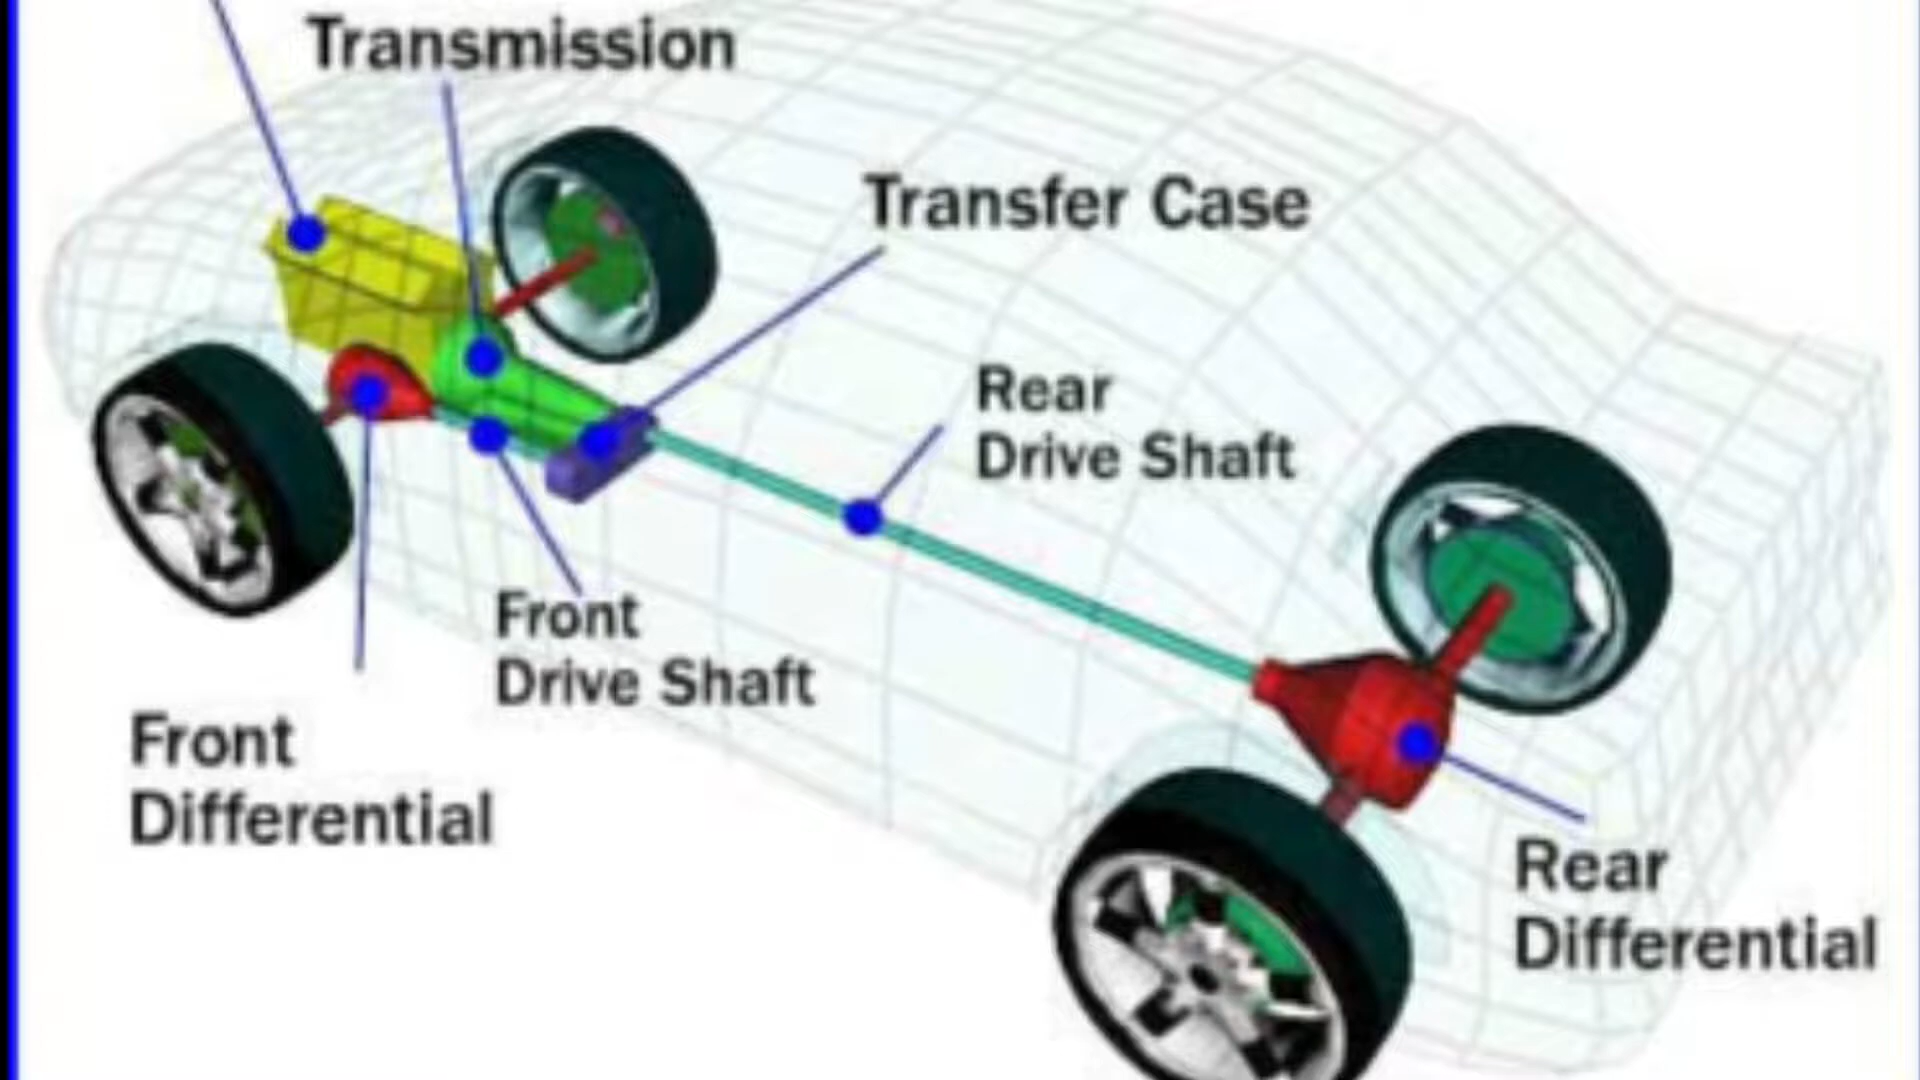 Transmission
Transfer Case
Rear
Drive Shaft
Front
Drive Shaft
Front
Differential
Rear
Differential